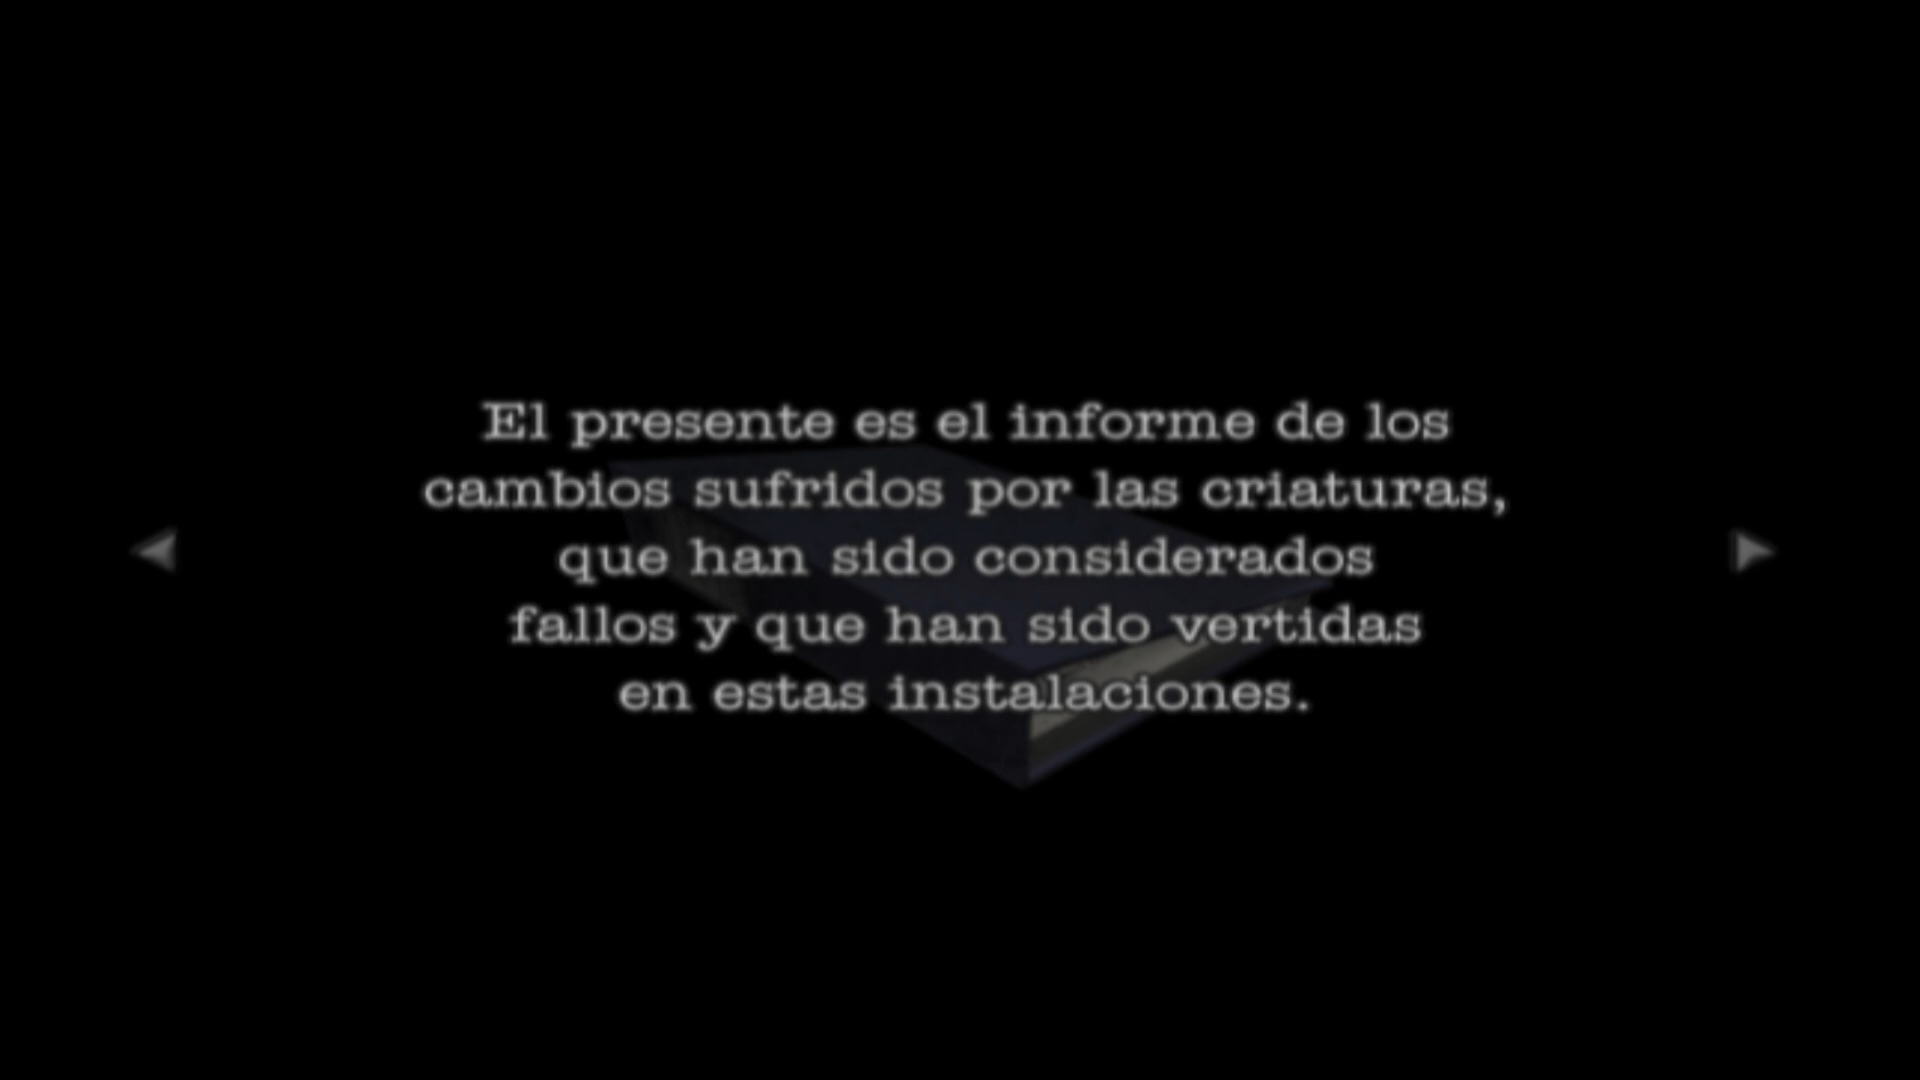 El presente es el informe de los
cambios sufridos por las criaturas,
que han sido considerados
fallos y que han sido vertidas
en estas instalaciones.